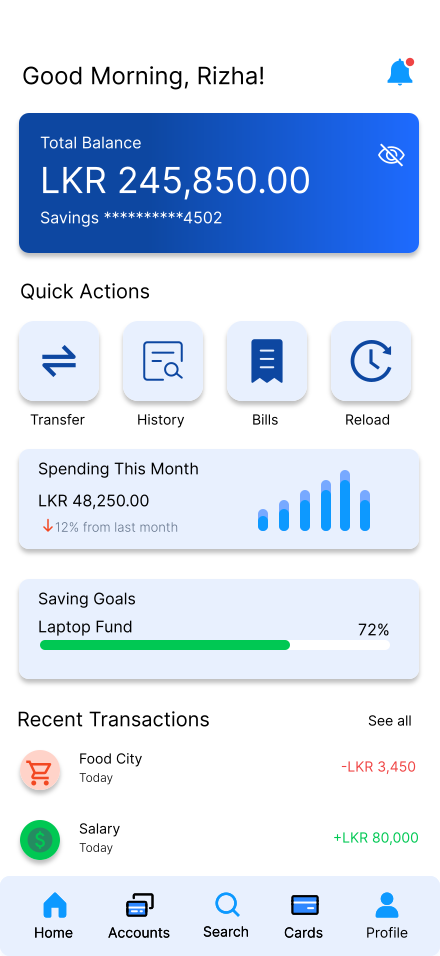 Good Morning, Rizha!
Total Balance
LKR 245,850.00
Savings **********4502
Quick Actions
Transfer History Bills Reload
Spending This Month
LKR 48,250.00
12% from last month
Saving Goals
Laptop Fund 72%
Recent Transactions See all
Food City
Today
-LKR 3,450
Salary
Today
+LKR 80,000
Home Accounts Search Cards Profile